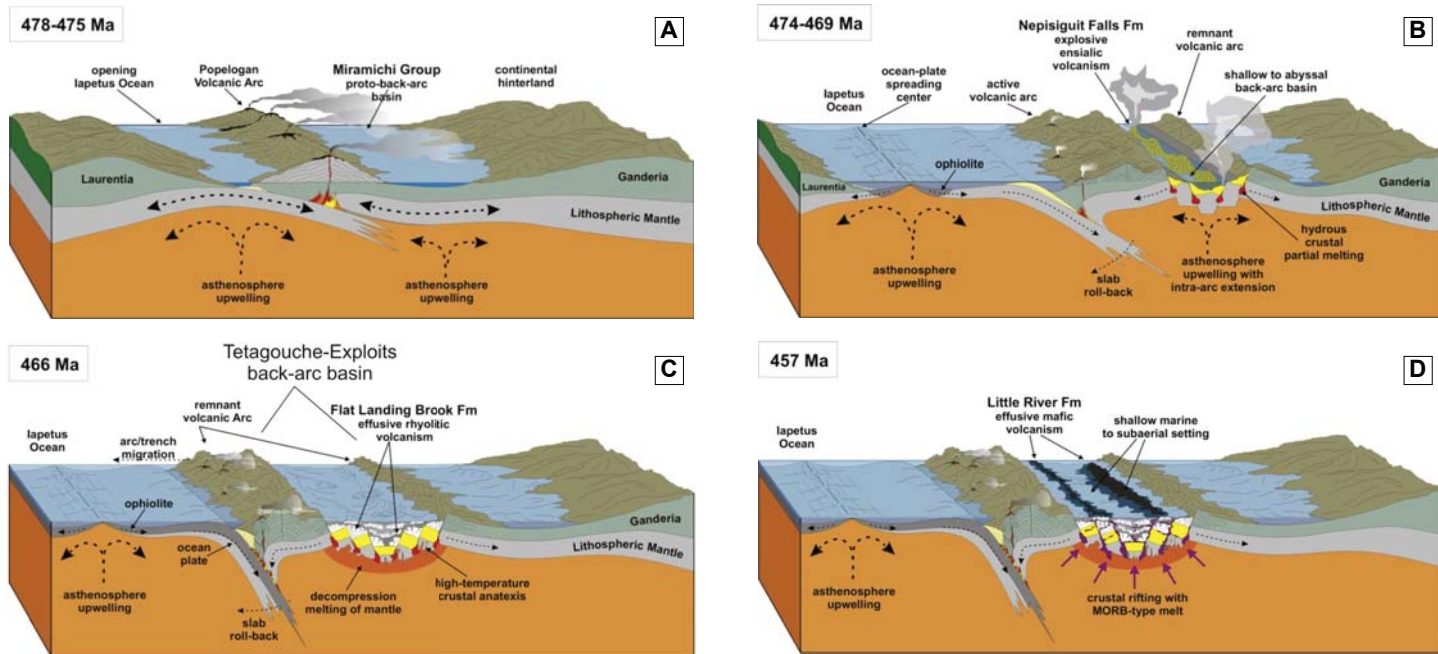 478-475 Ma
A
opening
Iapetus Ocean
Popelogan
Volcanic Arc
Miramichi Group
proto-back-arc
basin
continental
hinterland
Laurentia
Ganderia
Lithospheric Mantle
asthenosphere
upwelling
asthenosphere
upwelling
474-469 Ma
B
Iapetus
Ocean
ocean-plate
spreading
center
active
volcanic arc
Nepisiguit Falls Fm
explosive
ensialic
volcanism
remnant
volcanic arc
shallow to abyssal
back-arc basin
Laurentia
ophiolite
Ganderia
Lithospheric Mantle
asthenosphere
upwelling
slab
roll-back
asthenosphere
upwelling with
intra-arc extension
hydrous
crustal
partial melting
466 Ma
C
Tetagouche-Exploits
back-arc basin
Iapetus
Ocean
arc/trench
migration
remnant
volcanic Arc
Flat Landing Brook Fm
effusive rhyolitic
volcanism
ophiolite
ocean
plate
Ganderia
Lithospheric Mantle
asthenosphere
upwelling
slab
roll-back
decompression
melting of mantle
high-temperature
crustal anatexis
457 Ma
D
Iapetus
Ocean
Little River Fm
effusive mafic
volcanism
shallow marine
to subaerial setting
Ganderia
Lithospheric Mantle
asthenosphere
upwelling
crustal rifting with
MORB-type melt